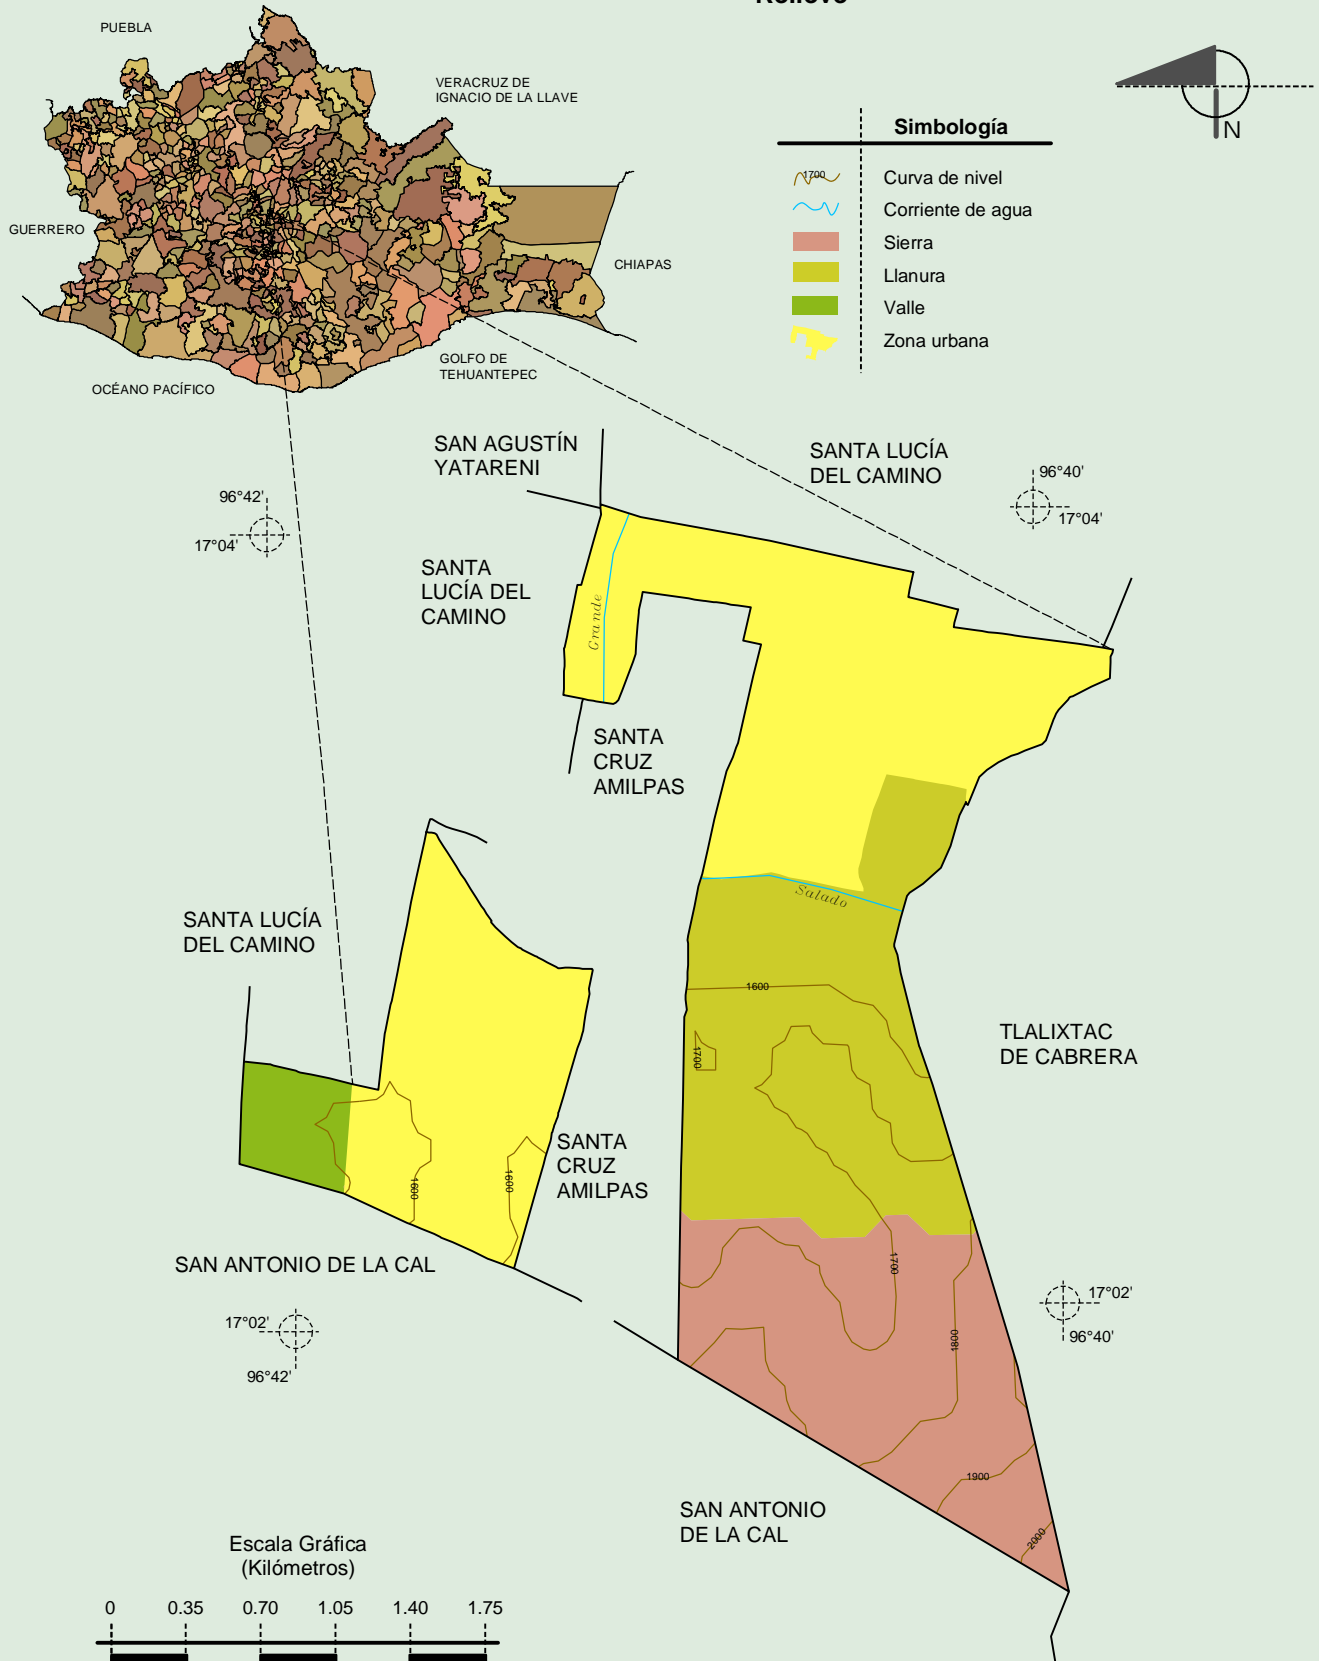 Relieve
PUEBLA
VERACRUZ DE
IGNACIO DE LA LLAVE
GUERRERO
CHIAPAS
GOLFO DE
TEHUANTEPEC
OCÉANO PACÍFICO
N
Simbología
1700
Curva de nivel
Corriente de agua
Sierra
Llanura
Valle
Zona urbana
SAN AGUSTÍN
YATARENI
SANTA LUCÍA
DEL CAMINO
96°40'
17°04'
96°42'
17°04'
SANTA
LUCÍA DEL
CAMINO
Grande
SANTA
CRUZ
AMILPAS
Salado
SANTA LUCÍA
DEL CAMINO
1600
1700
TLALIXTAC
DE CABRERA
SANTA
CRUZ
AMILPAS
1600
1600
SAN ANTONIO DE LA CAL
1700
1800
17°02'
96°40'
17°02'
96°42'
1900
2000
SAN ANTONIO
DE LA CAL
Escala Gráfica
(Kilómetros)
0 0.35 0.70 1.05 1.40 1.75